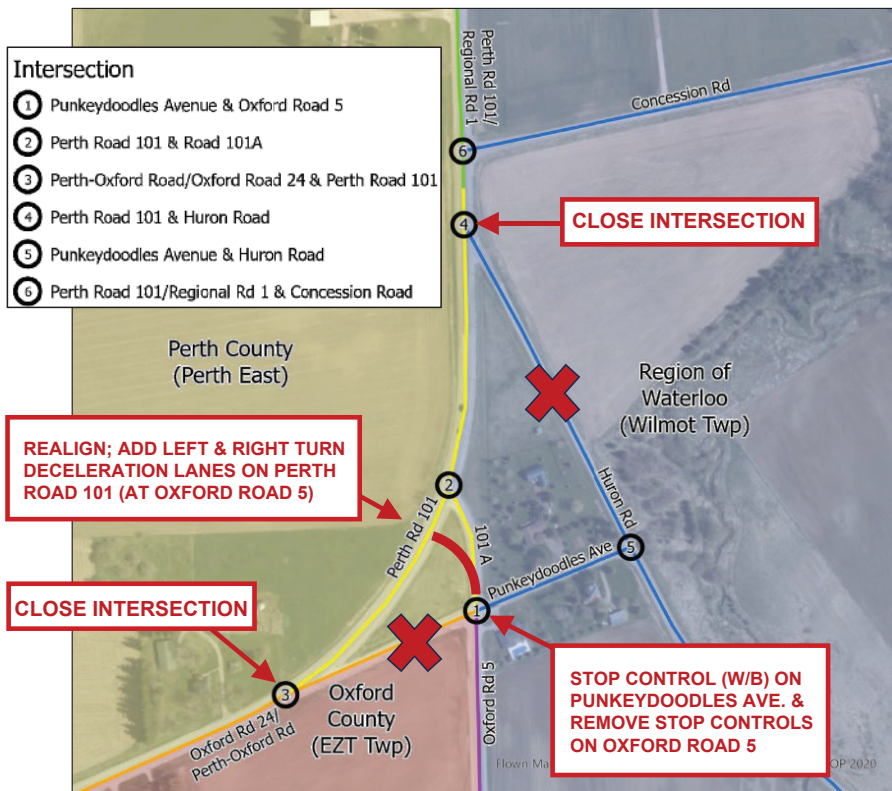 Intersection
1 Punkeydoodles Avenue & Oxford Road 5
2 Perth Road 101 & Road 101A
3 Perth-Oxford Road/Oxford Road 24 & Perth Road 101
4 Perth Road 101 & Huron Road
5 Punkeydoodles Avenue & Huron Road
6 Perth Road 101/Regional Rd 1 & Concession Road
Perth Rd 101/
Regional Rd 1
Concession Rd
6
4
CLOSE INTERSECTION
Perth County
(Perth East)
Region of
Waterloo
(Wilmot Twp)
REALIGN; ADD LEFT & RIGHT TURN
DECELERATION LANES ON PERTH
ROAD 101 (AT OXFORD ROAD 5)
2
Perth Rd 101
101 A
Huron Rd
Punkeydoodles Ave
5
CLOSE INTERSECTION
1
3
Oxford
County
(EZT Twp)
Oxford Rd 24/
Perth-Oxford Rd
Oxford Rd 5
STOP CONTROL (W/B) ON
PUNKEYDOODLES AVE. &
REMOVE STOP CONTROLS
ON OXFORD ROAD 5
Flown Ma
OP 2020